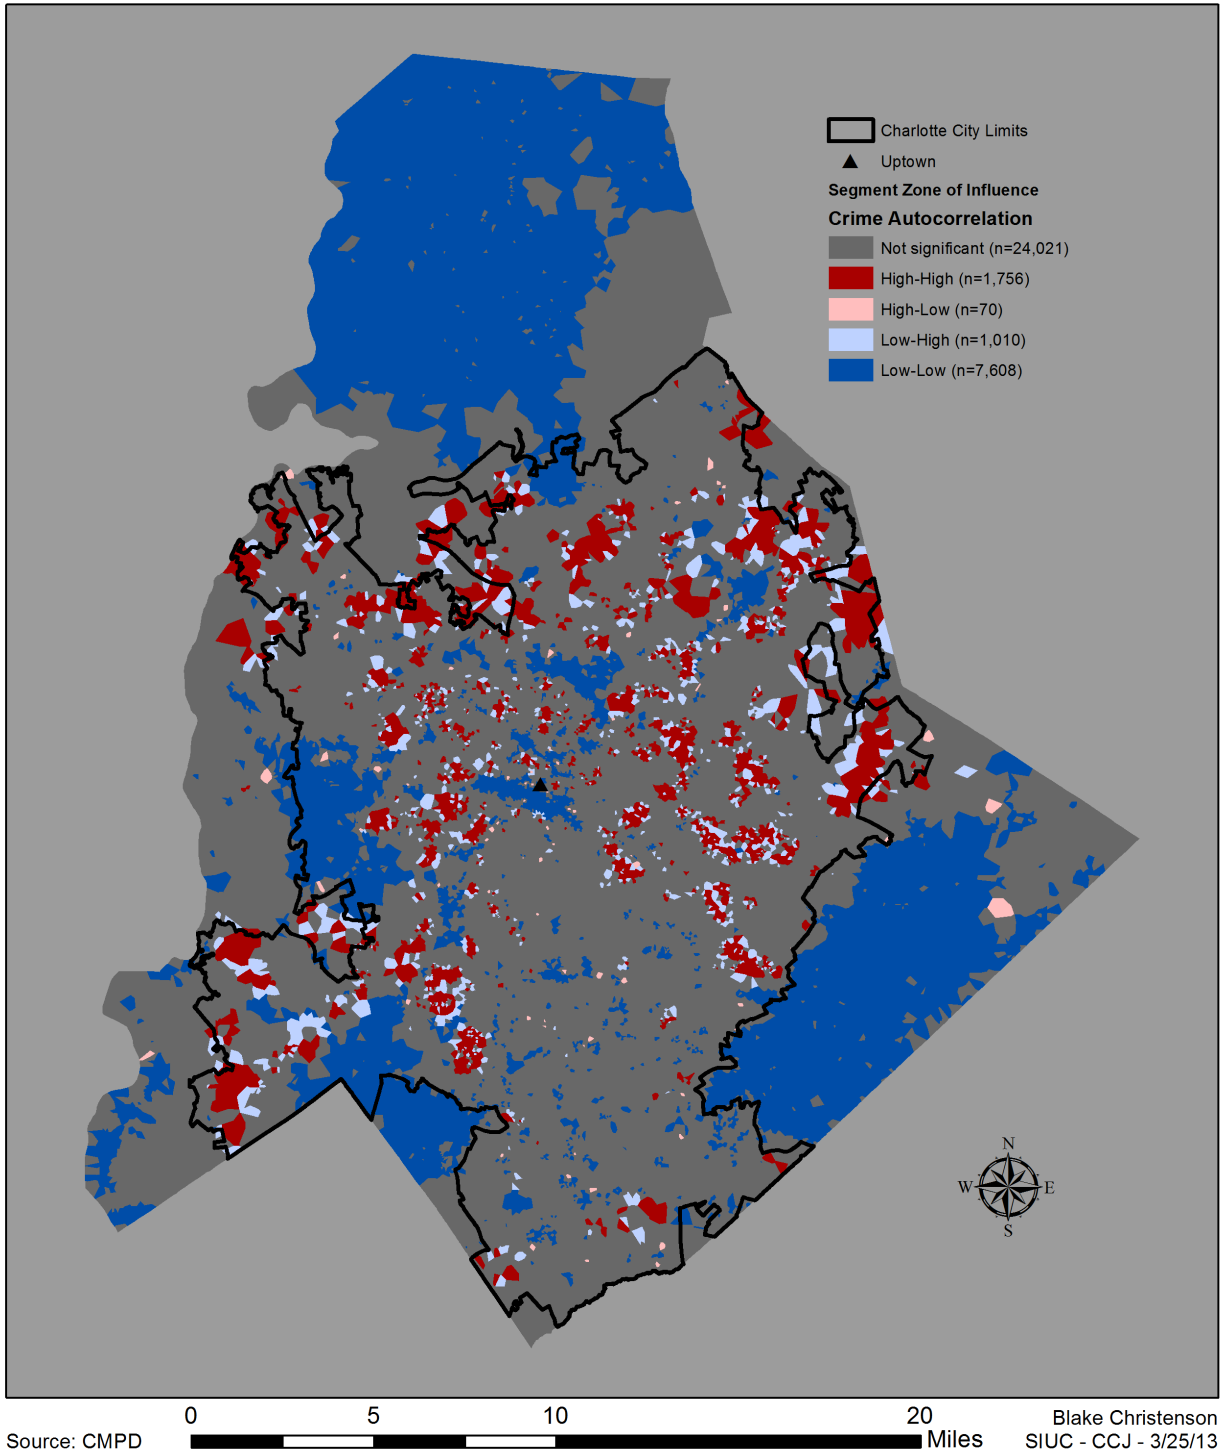 Charlotte City Limits
Uptown
Segment Zone of Influence
Crime Autocorrelation
Not significant (n=24,021)
High-High (n=1,756)
High-Low (n=70)
Low-High (n=1,010)
Low-Low (n=7,608)
N
W E
S
0 5 10 20
Miles
Source: CMPD
Blake Christenson
SIUC - CCJ - 3/25/13